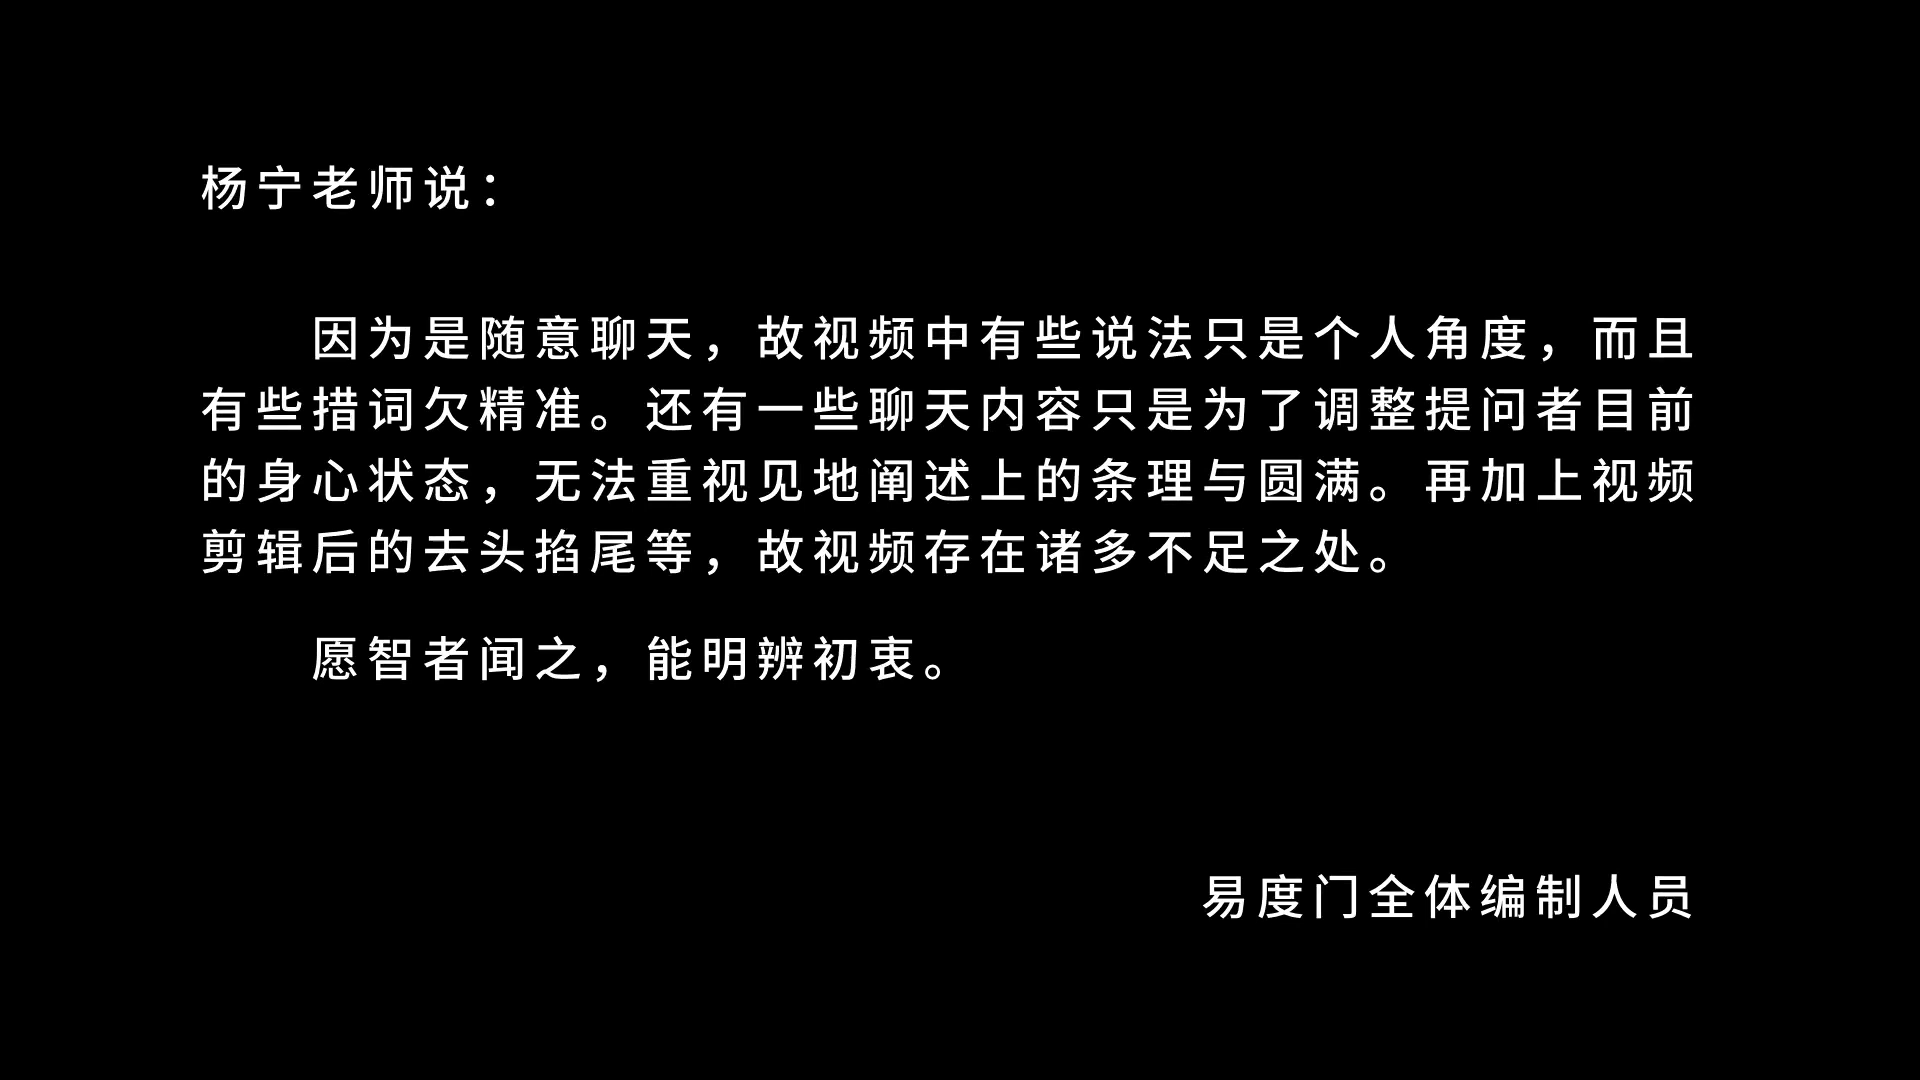 杨宁老师说：
因为是随意聊天，故视频中有些说法只是个人角度，而且
有些措词欠精准。还有一些聊天内容只是为了调整提问者目前
的身心状态，无法重视见地阐述上的条理与圆满。再加上视频
剪辑后的去头掐尾等，故视频存在诸多不足之处。
愿智者闻之，能明辨初衷。
易度门全体编制人员